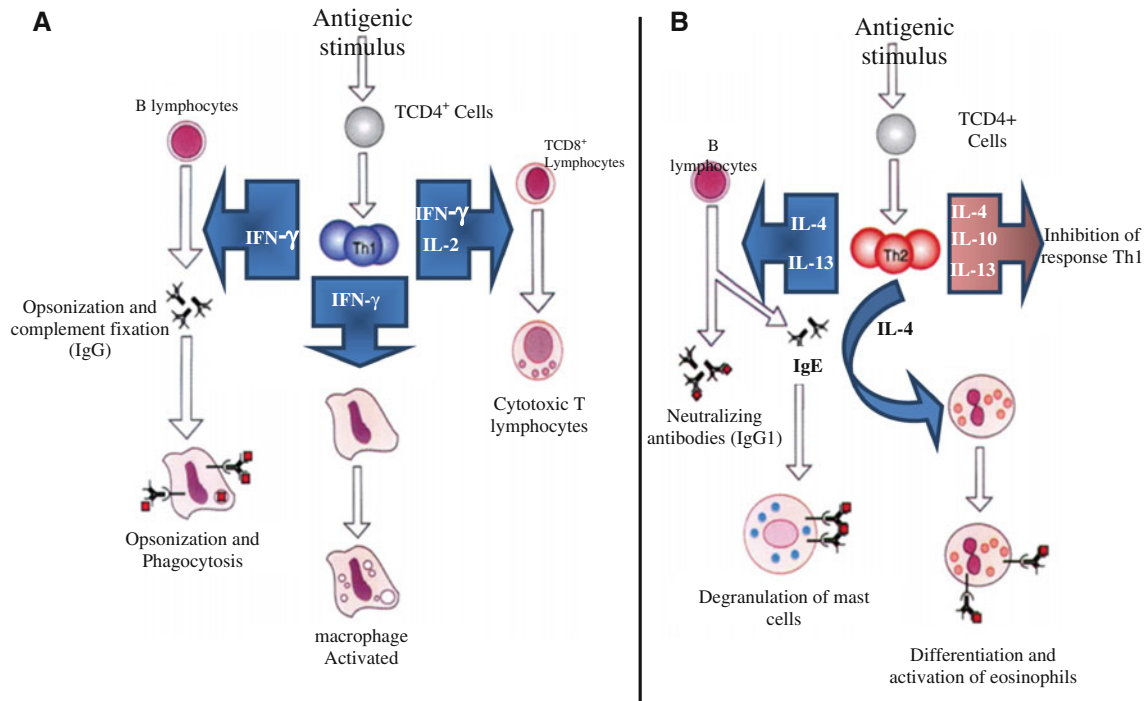 A
Antigenic
stimulus
B lymphocytes
TCD4⁺ Cells
TCD8⁺
Lymphocytes
IFN-γ
Th1
IFN-γ
IL-2
IFN-γ
Opsonization and
complement fixation
(IgG)
Cytotoxic T
lymphocytes
Opsonization and
Phagocytosis
macrophage
Activated
B
Antigenic
stimulus
TCD4+
Cells
B
lymphocytes
IL-4
IL-13
Th2
IL-4
IL-10
IL-13
Inhibition of
response Th1
IL-4
IgE
Neutralizing
antibodies (IgG1)
Degranulation of mast
cells
Differentiation and
activation of eosinophils